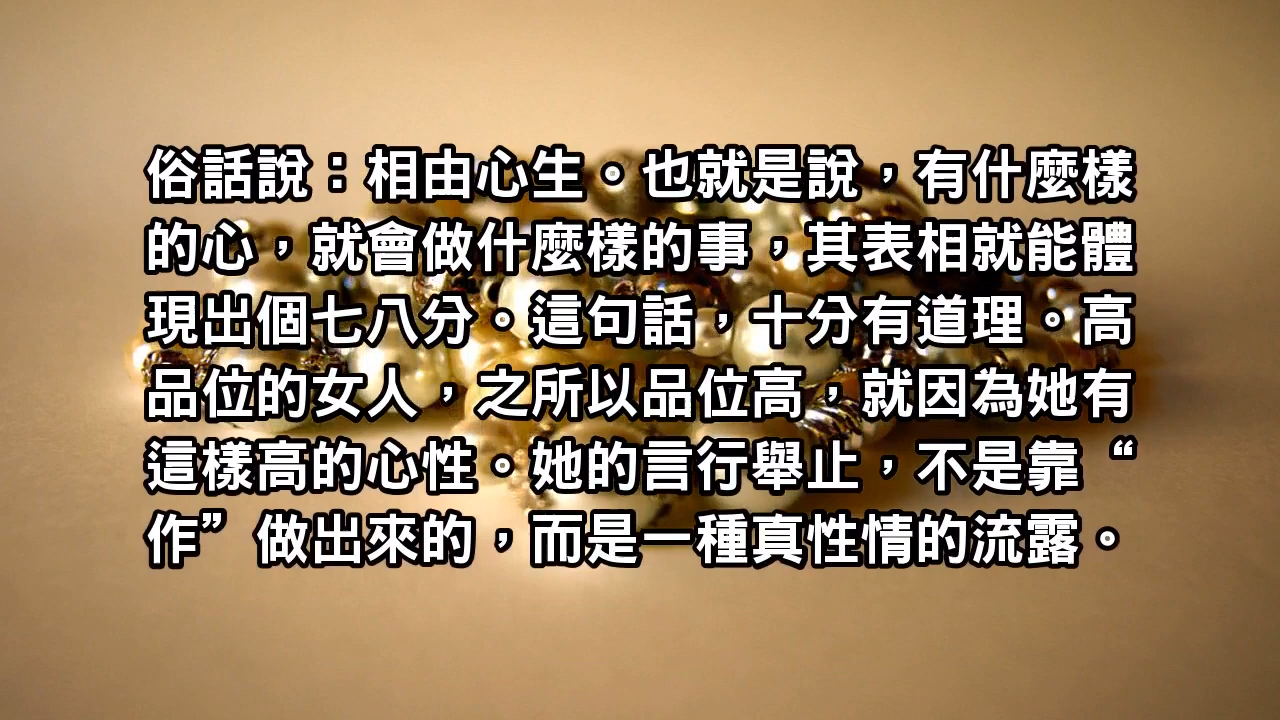 俗話說：相由心生。也就是說，有什麼樣
的心，就會做什麼樣的事，其表相就能體
現出個七八分。這句話，十分有道理。高
品位的女人，之所以品位高，就因為她有
這樣高的心性。她的言行舉止，不是靠“
作”做出來的，而是一種真性情的流露。